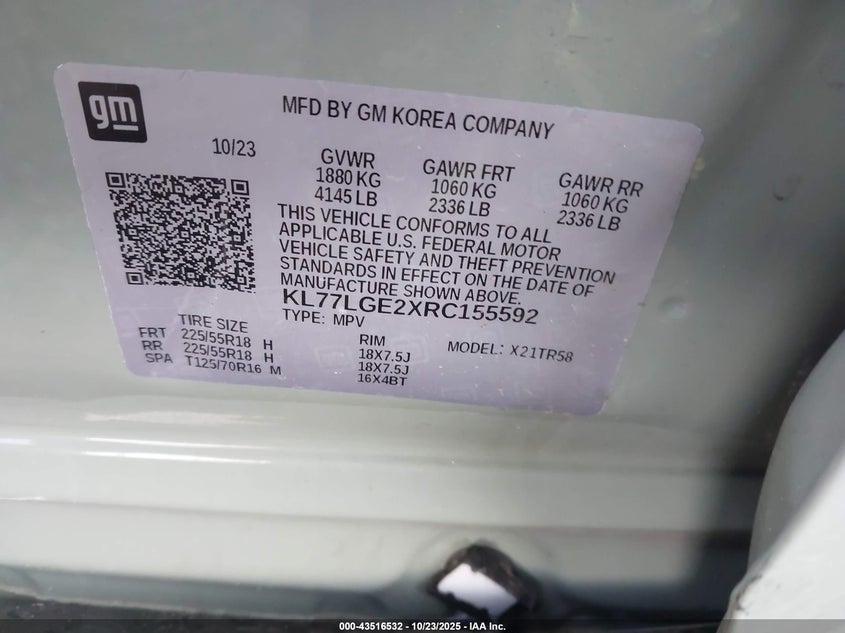 gm
MFD BY GM KOREA COMPANY
10/23
GVWR GAWR FRT GAWR RR
1880 KG 1060 KG 1060 KG
4145 LB 2336 LB 2336 LB
THIS VEHICLE CONFORMS TO ALL
APPLICABLE U.S. FEDERAL MOTOR
VEHICLE SAFETY AND THEFT PREVENTION
STANDARDS IN EFFECT ON THE DATE OF
MANUFACTURE SHOWN ABOVE.
KL77LGE2XRC155592
TYPE: MPV
TIRE SIZE RIM MODEL: X21TR58
FRT 225/55R18 H 18X7.5J
RR 225/55R18 H 18X7.5J
SPA T125/70R16 M 16X4BT
000-43516532 - 10/23/2025 - IAA Inc.